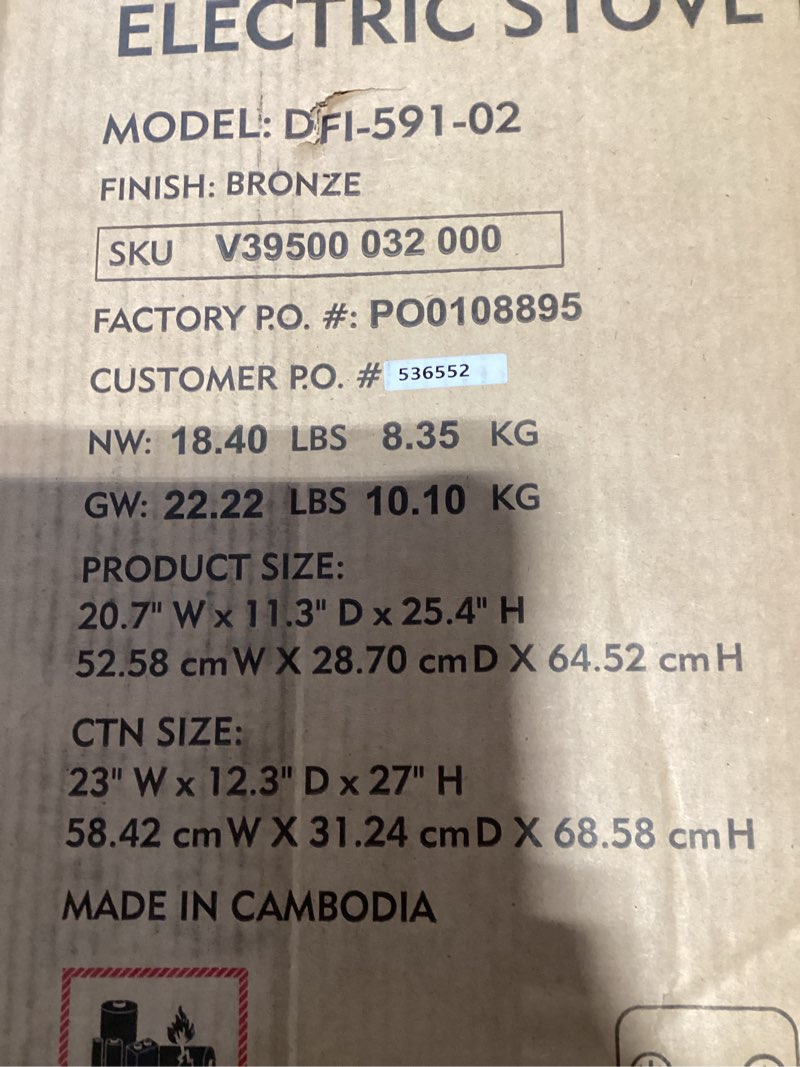 ELECTRIC STOVE
MODEL: DFI-591-02
FINISH: BRONZE
SKU V39500 032 000
FACTORY P.O. #: PO0108895
CUSTOMER P.O. # 536552
NW: 18.40 LBS 8.35 KG
GW: 22.22 LBS 10.10 KG
PRODUCT SIZE:
20.7" W x 11.3" D x 25.4" H
52.58 cm W X 28.70 cm D X 64.52 cm H
CTN SIZE:
23" W x 12.3" D x 27" H
58.42 cm W X 31.24 cm D X 68.58 cm H
MADE IN CAMBODIA